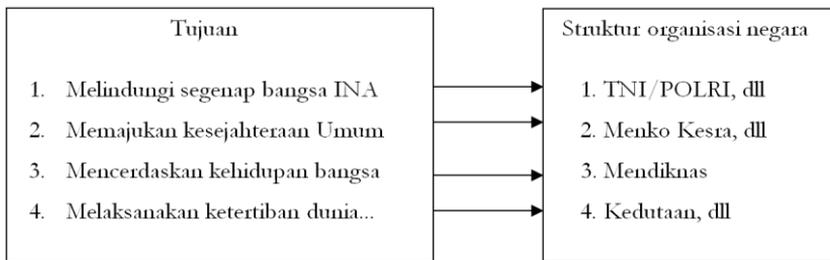 Tujuan
1. Melindungi segenap bangsa INA
2. Memajukan kesejahteraan Umum
3. Mencerdaskan kehidupan bangsa
4. Melaksanakan ketertiban dunia...
Struktur organisasi negara
1. TNI/POLRI, dll
2. Menko Kesra, dll
3. Mendiknas
4. Kedutaan, dll